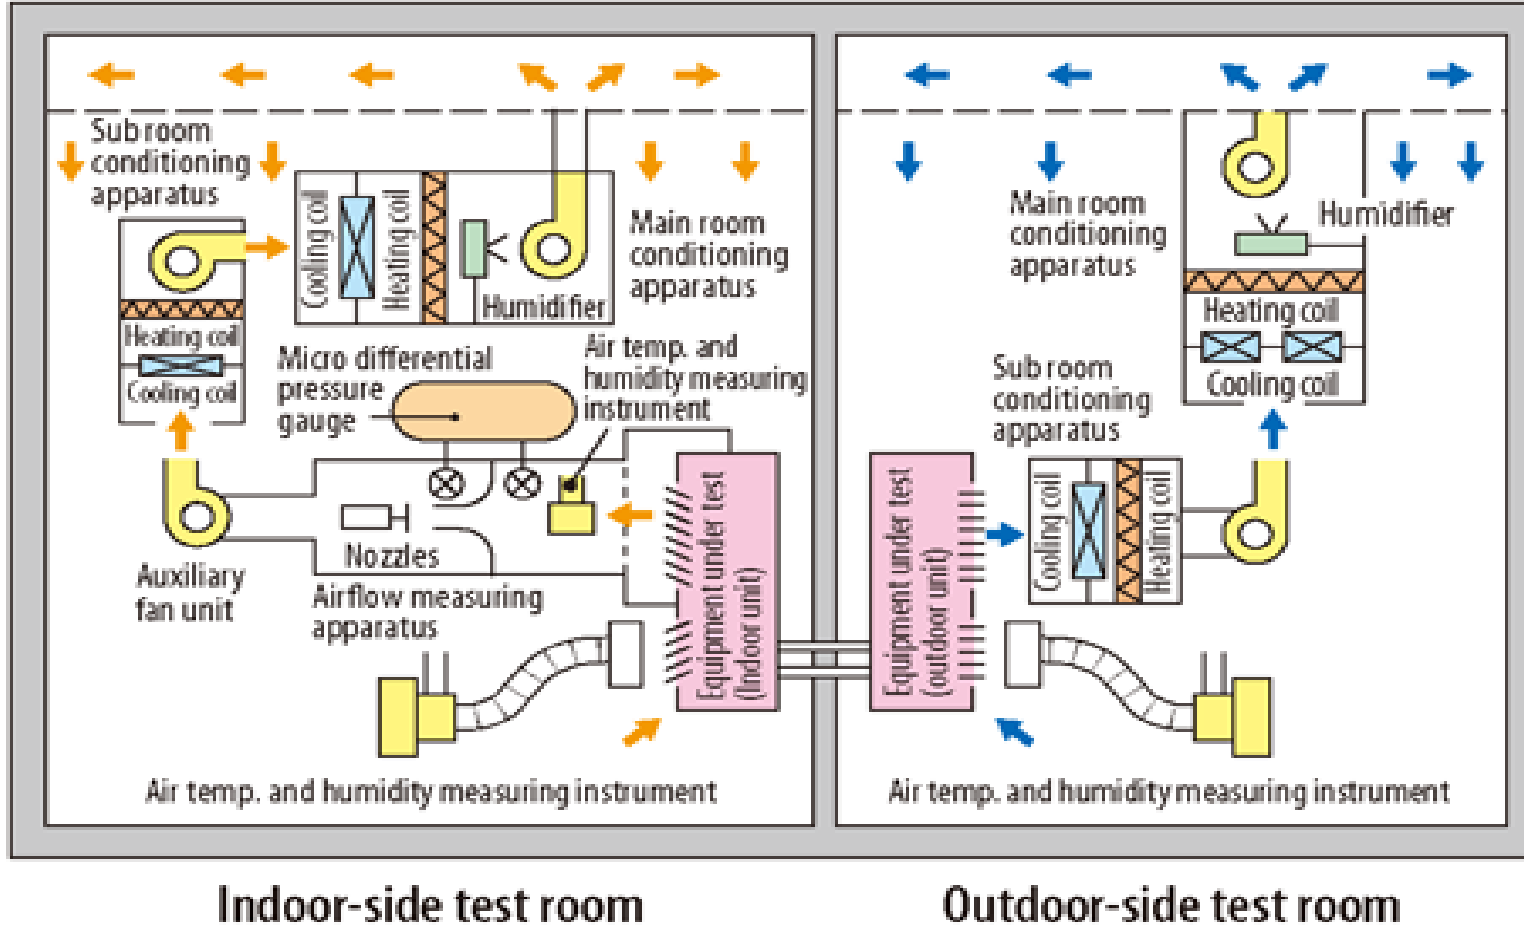 Sub room
conditioning
apparatus
Cooling coil
Heating coil
Humidifier
Main room
conditioning
apparatus
Heating coil
Cooling coil
Micro differential
pressure
gauge
Air temp. and
humidity measuring
instrument
Nozzles
Auxiliary
fan unit
Airflow measuring
apparatus
Equipment under test
(Indoor unit)
Air temp. and humidity measuring instrument
Indoor-side test room
Main room
conditioning
apparatus
Humidifier
Heating coil
Cooling coil
Sub room
conditioning
apparatus
Cooling coil
Heating coil
Equipment under test
(outdoor unit)
Air temp. and humidity measuring instrument
Outdoor-side test room